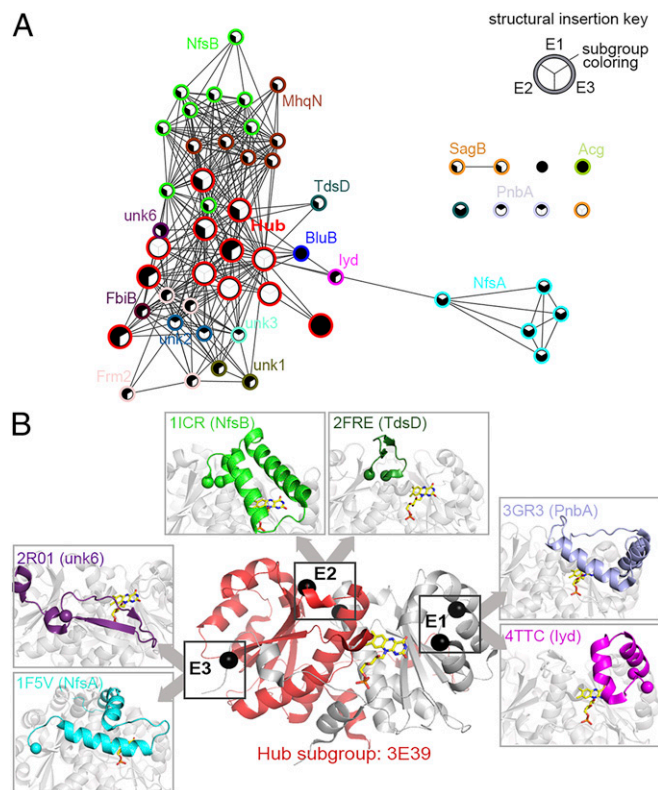 A
structural insertion key
E1
subgroup
coloring
E2
E3
NfsB
MhqN
SagB
Acg
TdsD
PnbA
unk6
Hub
BluB
Iyd
NfsA
FbiB
unk2
unk3
unk1
Frm2
B
1ICR (NfsB)
2FRE (TdsD)
3GR3 (PnbA)
2R01 (unk6)
E2
E1
4TTC (Iyd)
E3
1F5V (NfsA)
Hub subgroup: 3E39